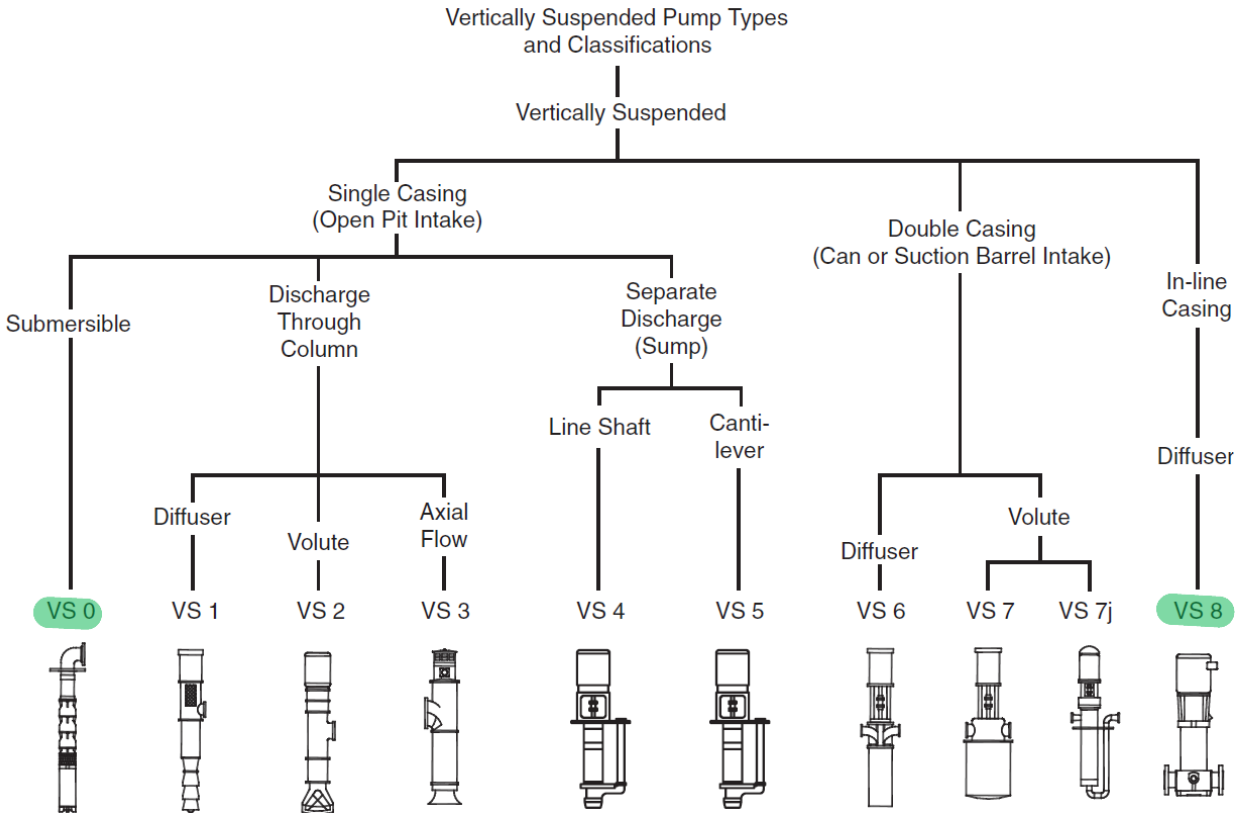 Vertically Suspended Pump Types
and Classifications
Vertically Suspended
Single Casing
(Open Pit Intake)
Double Casing
(Can or Suction Barrel Intake)
In-line
Casing
Submersible
Discharge
Through
Column
Separate
Discharge
(Sump)
Line Shaft
Canti-
lever
Diffuser
Diffuser
Volute
Axial
Flow
Diffuser
Volute
VS 0
VS 1
VS 2
VS 3
VS 4
VS 5
VS 6
VS 7
VS 7j
VS 8